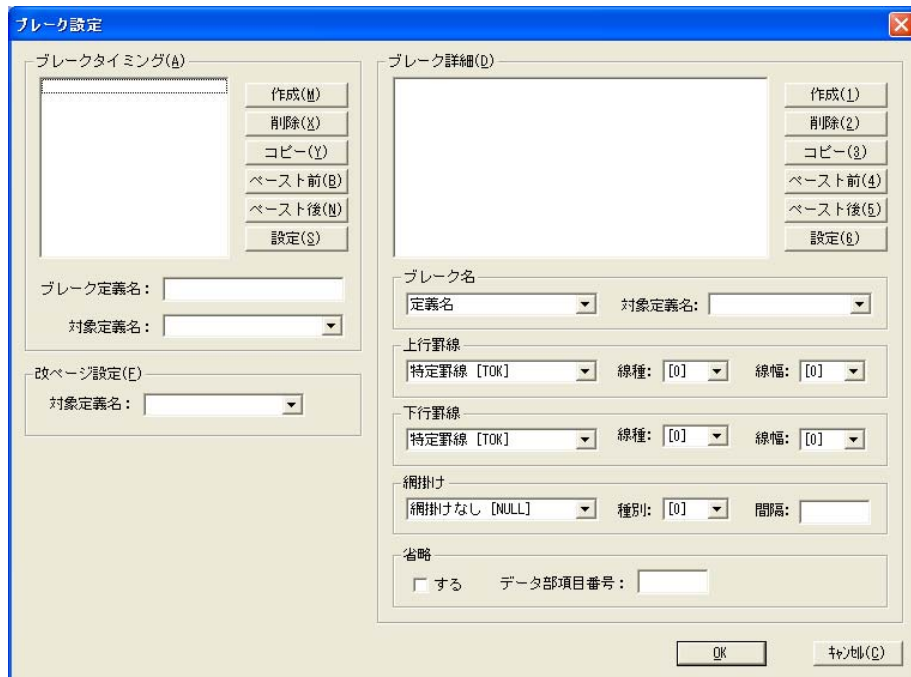 ブレーク設定
ブレークタイミング(A)
作成(M)
削除(X)
コピー(Y)
ペースト前(B)
ペースト後(N)
設定(S)
ブレーク定義名：
対象定義名：
改ページ設定(F)
対象定義名：
ブレーク詳細(D)
作成(1)
削除(2)
コピー(3)
ペースト前(4)
ペースト後(5)
設定(6)
ブレーク名
定義名 対象定義名:
上行罫線
特定罫線 [TOK] 線種: [0] 線幅: [0]
下行罫線
特定罫線 [TOK] 線種: [0] 線幅: [0]
網掛け
網掛けなし [NULL] 種別: [0] 間隔:
省略
する データ部項目番号：
OK ｷｬﾝｾﾙ(C)